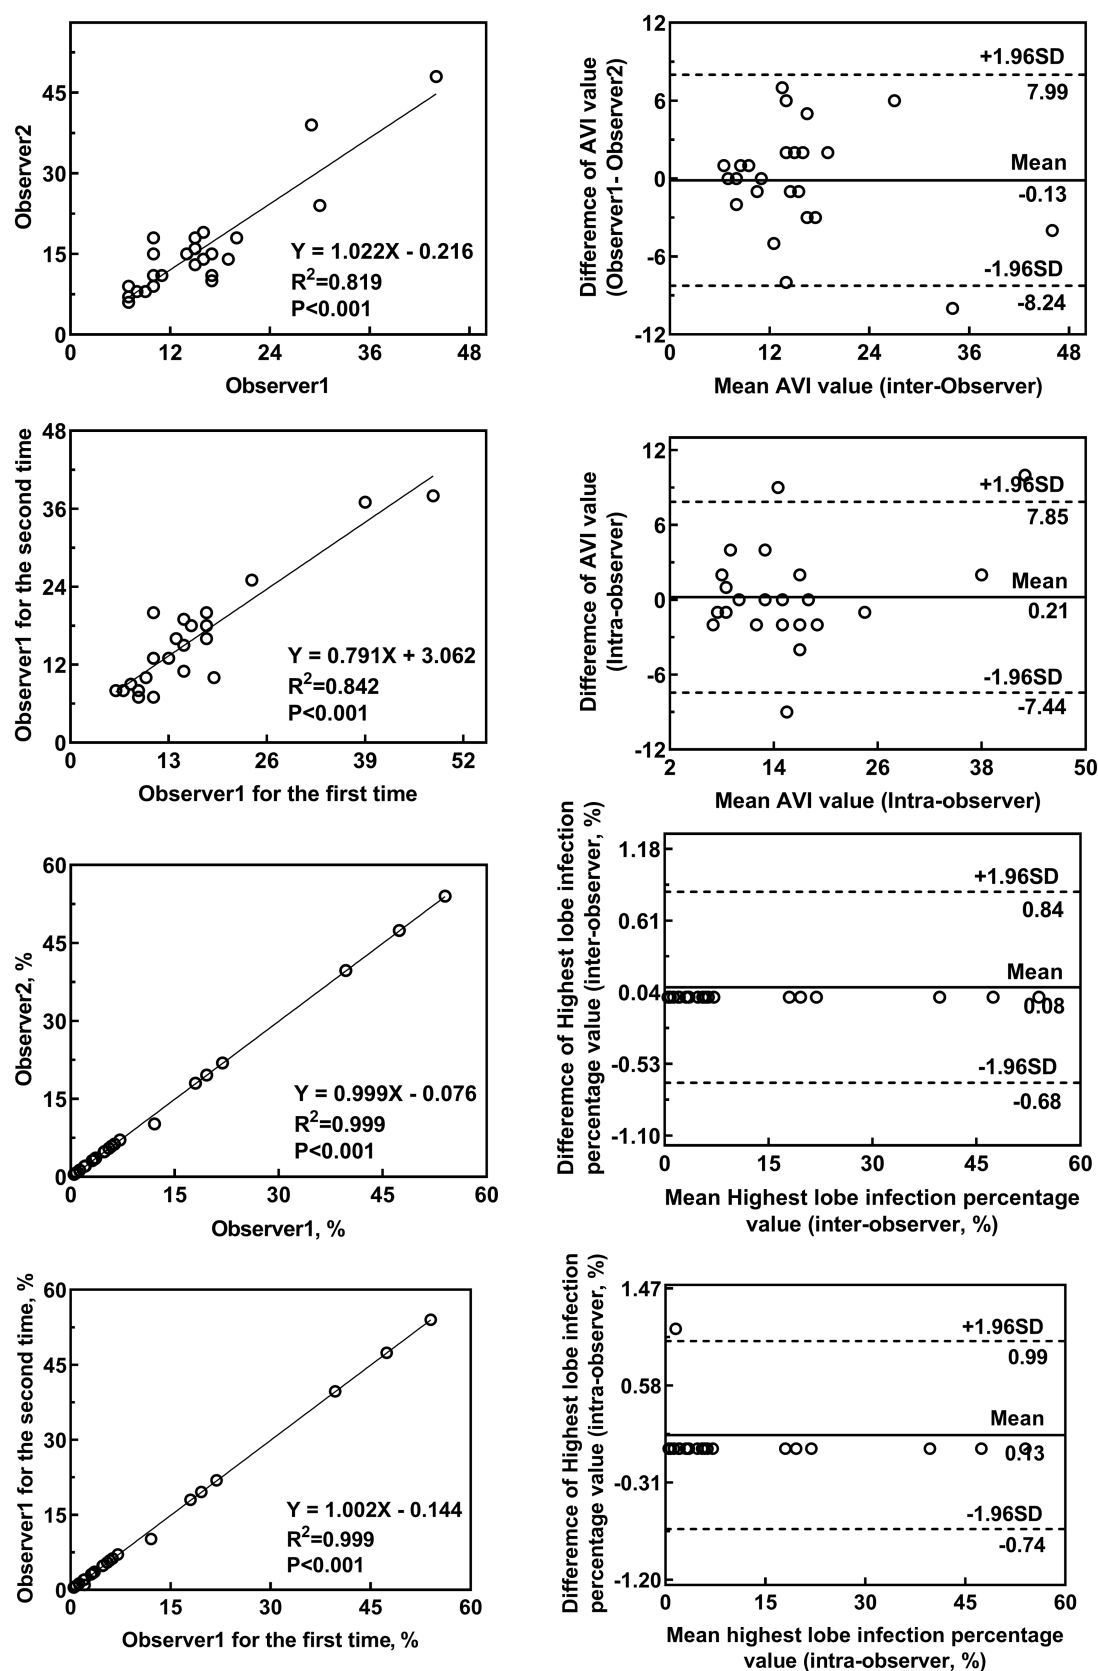 45
30
15
0
Observer2
Y = 1.022X - 0.216
R2=0.819
P<0.001
0 12 24 36 48
Observer1
12
6
0
-6
-12
Differemce of AVI value
(Observer1- Observer2)
+1.96SD
7.99
Mean
-0.13
-1.96SD
-8.24
0 12 24 36 48
Mean AVI value (inter-Observer)
48
36
24
12
0
Observer1 for the second time
Y = 0.791X + 3.062
R2=0.842
P<0.001
0 13 26 39 52
Observer1 for the first time
12
6
0
-6
-12
Differemce of AVI value
(Intra-observer)
+1.96SD
7.85
Mean
0.21
-1.96SD
-7.44
2 14 26 38 50
Mean AVI value (Intra-observer)
60
45
30
15
0
Observer2, %
Y = 0.999X - 0.076
R2=0.999
P<0.001
0 15 30 45 60
Observer1, %
1.18
0.61
0.04
-0.53
-1.10
Differemce of Highest lobe infection
percentage value (inter-observer, %)
+1.96SD
0.84
Mean
0.08
-1.96SD
-0.68
0 15 30 45 60
Mean Highest lobe infection percentage
value (inter-observer, %)
60
45
30
15
0
Observer1 for the second time, %
Y = 1.002X - 0.144
R2=0.999
P<0.001
0 15 30 45 60
Observer1 for the first time, %
1.47
0.58
-0.31
-1.20
Differemce of Highest lobe infection
percentage value (intra-observer, %)
+1.96SD
0.99
Mean
0.13
-1.96SD
-0.74
0 15 30 45 60
Mean highest lobe infection percentage
value (intra-observer, %)